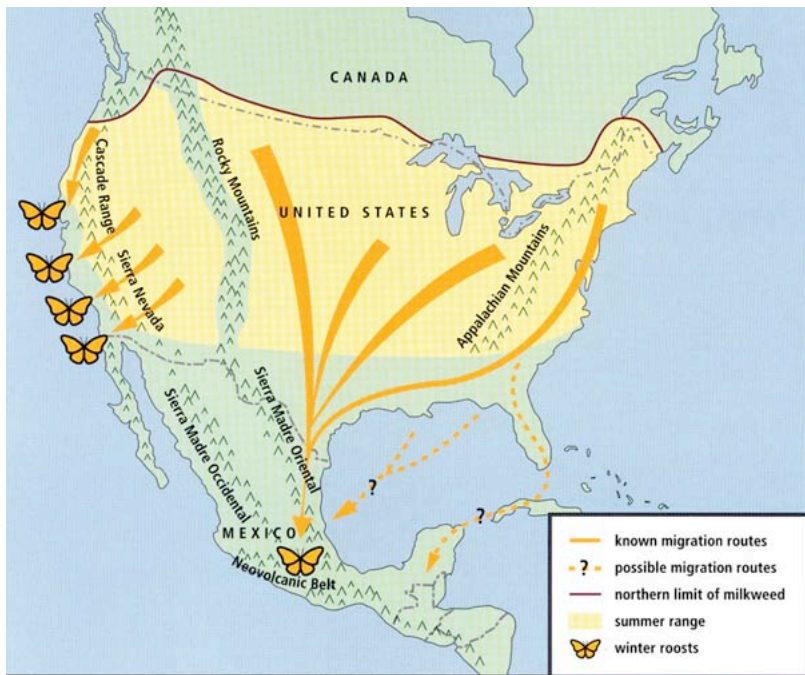 CANADA
Cascade Range
Rocky Mountains
UNITED STATES
Appalachian Mountains
Sierra Nevada
Sierra Madre Oriental
Sierra Madre Occidental
?
?
MEXICO
Neovolcanic Belt
known migration routes
? possible migration routes
northern limit of milkweed
summer range
winter roosts